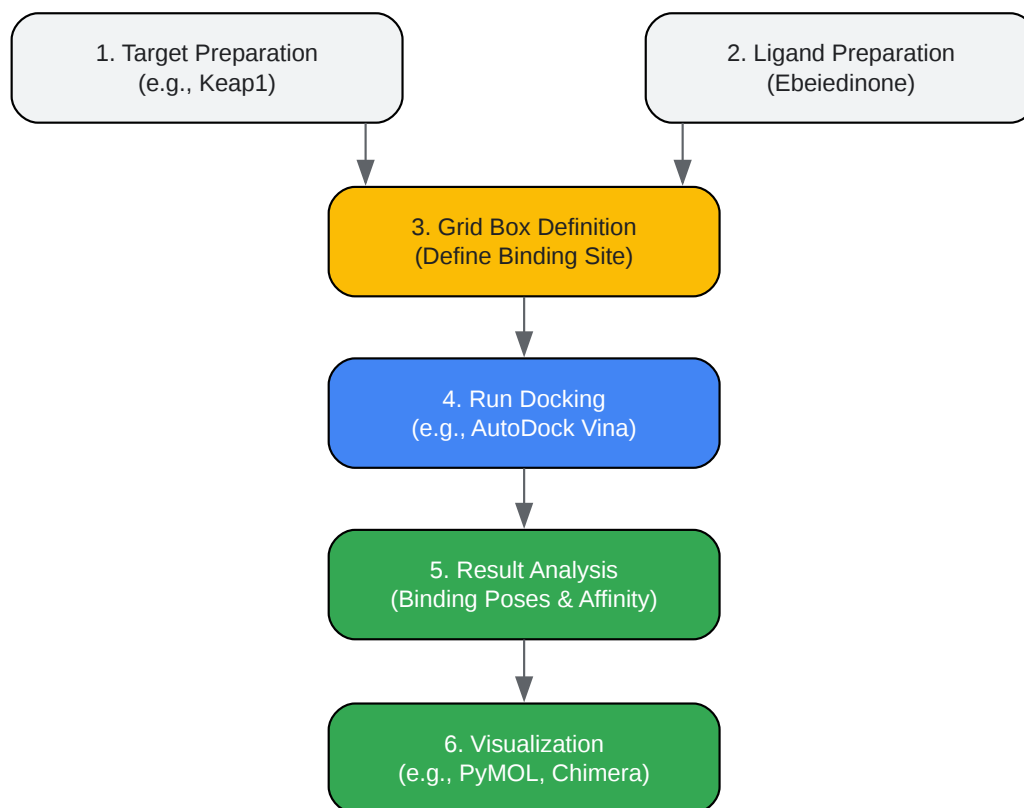 1. Target Preparation
(e.g., Keap1)
2. Ligand Preparation
(Ebeiedinone)
3. Grid Box Definition
(Define Binding Site)
4. Run Docking
(e.g., AutoDock Vina)
5. Result Analysis
(Binding Poses & Affinity)
6. Visualization
(e.g., PyMOL, Chimera)